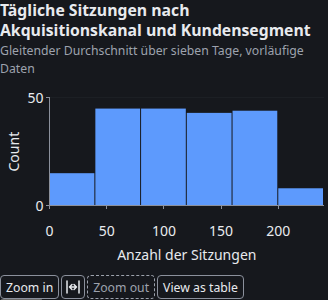 Tägliche Sitzungen nach
Akquisitionskanal und Kundensegment
Gleitender Durchschnitt über sieben Tage, vorläufige
Daten
50
Count
0
0 50 100 150 200
Anzahl der Sitzungen
Zoom in Zoom out View as table